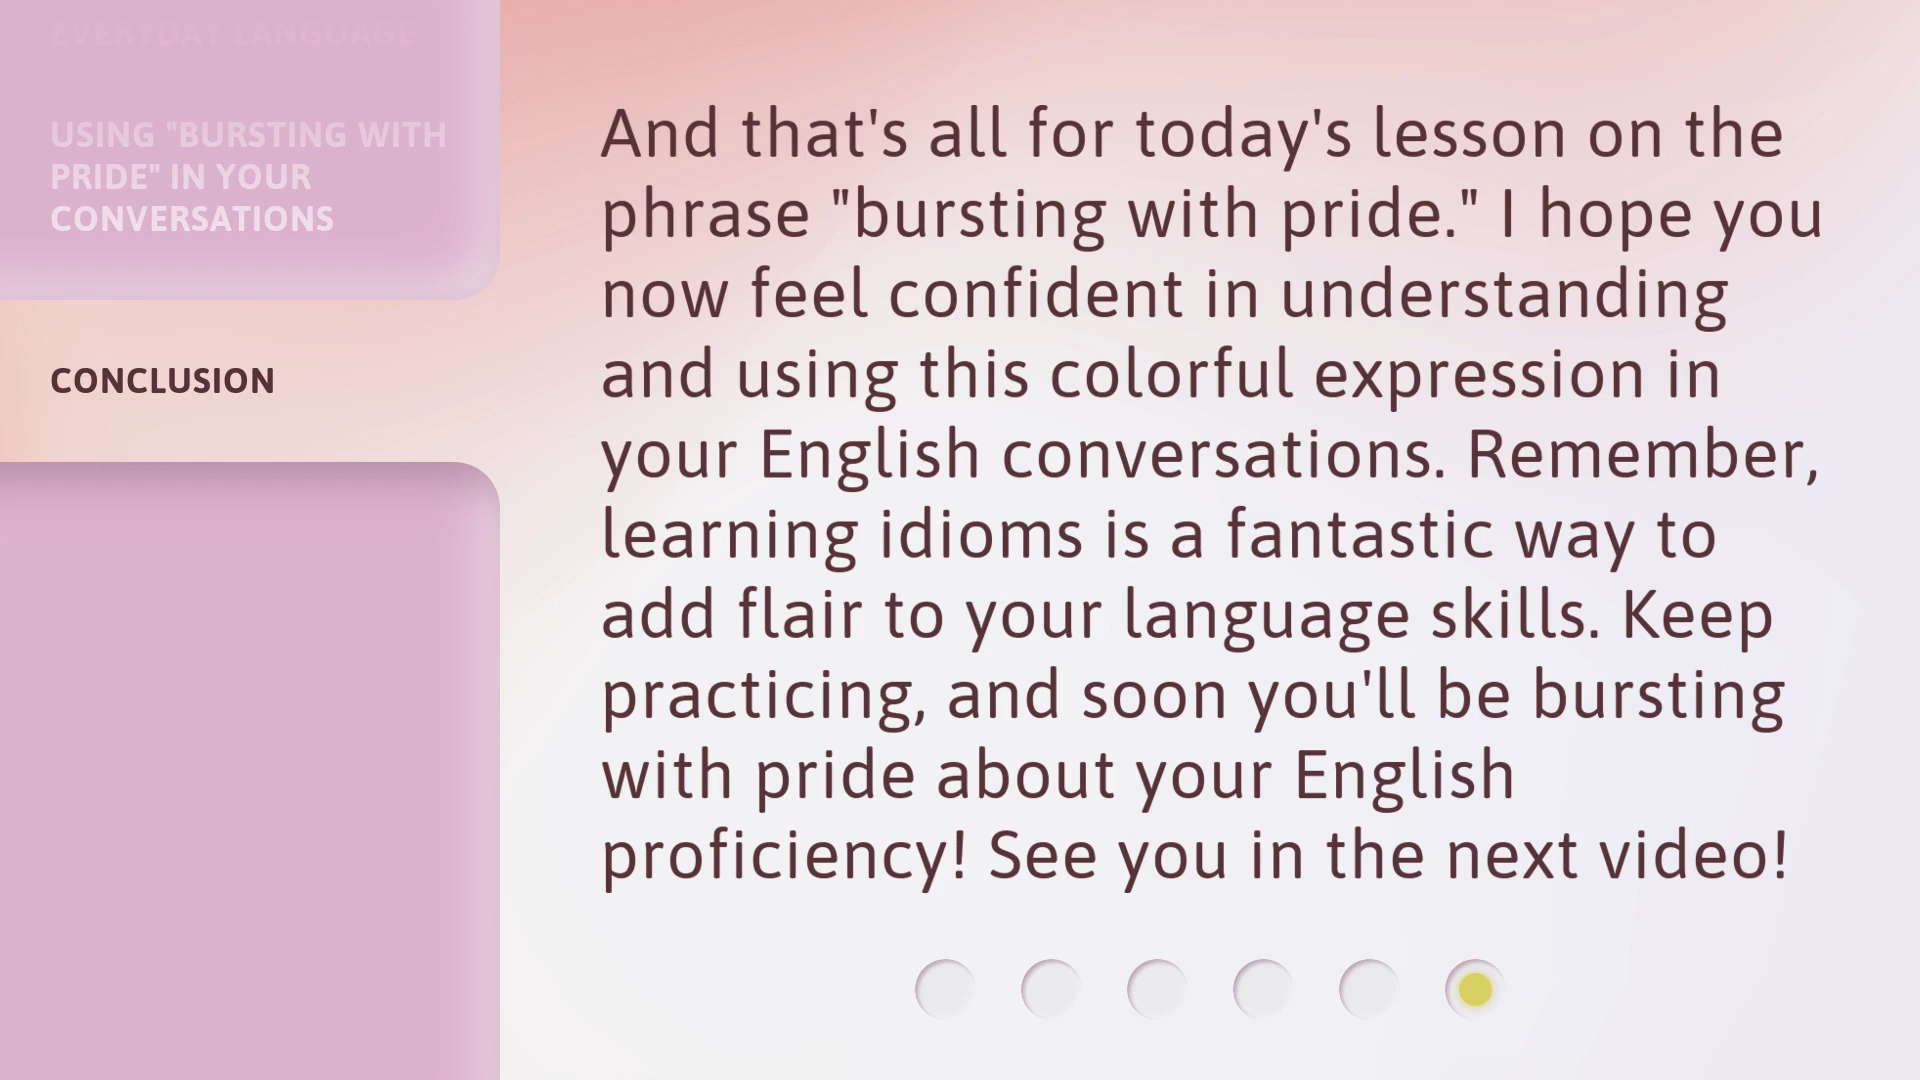 EVERYDAY LANGUAGE
USING "BURSTING WITH
PRIDE" IN YOUR
CONVERSATIONS
CONCLUSION
And that's all for today's lesson on the
phrase "bursting with pride." I hope you
now feel confident in understanding
and using this colorful expression in
your English conversations. Remember,
learning idioms is a fantastic way to
add flair to your language skills. Keep
practicing, and soon you'll be bursting
with pride about your English
proficiency! See you in the next video!